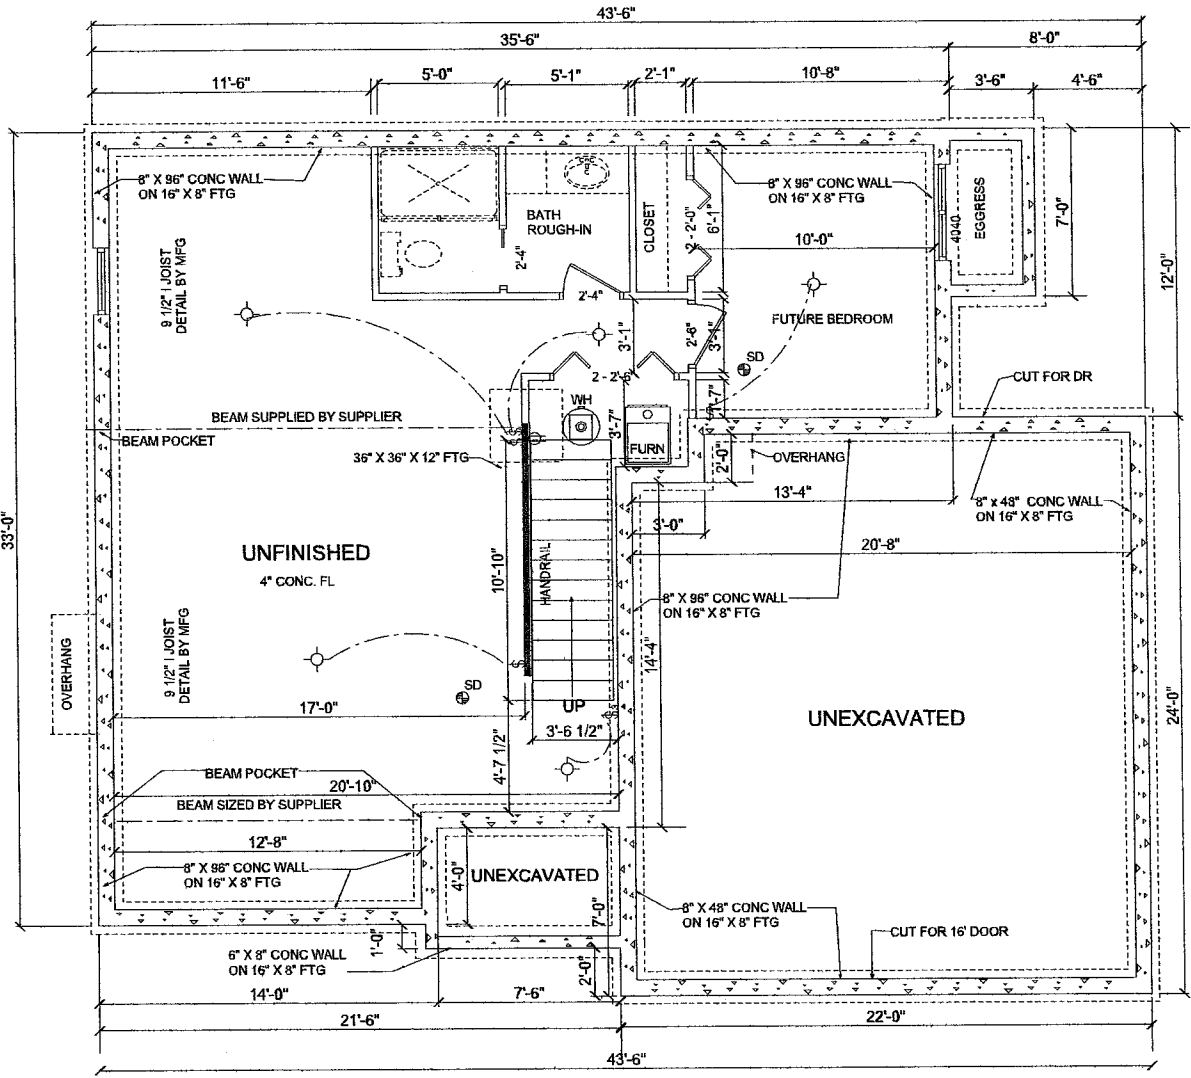 43'-6"
35'-6"
8'-0"
11'-6"
5'-0"
5'-1"
2'-1"
10'-8"
3'-6"
4'-6"
8" X 96" CONC WALL
ON 16" X 8" FTG
9 1/2" I JOIST
DETAIL BY MFG
BATH
ROUGH-IN
2'-4"
2'-4"
CLOSET
2 - 2'-0"
6'-1"
8" X 96" CONC WALL
ON 16" X 8" FTG
10'-0"
4040
EGGRESS
7'-0"
12'-0"
FUTURE BEDROOM
3'-1"
2'-6"
3'-1"
SD
2 - 2'-6"
1'-7"
CUT FOR DR
BEAM SUPPLIED BY SUPPLIER
BEAM POCKET
WH
3'-7"
FURN
36" X 36" X 12" FTG
2'-0"
OVERHANG
13'-4"
8" x 48" CONC WALL
ON 16" X 8" FTG
3'-0"
20'-8"
33'-0"
UNFINISHED
4" CONC. FL
10'-10"
HANDRAIL
8" X 96" CONC WALL
ON 16" X 8" FTG
14'-4"
OVERHANG
9 1/2" I JOIST
DETAIL BY MFG
SD
17'-0"
UP
3'-6 1/2"
4'-7 1/2"
UNEXCAVATED
24'-0"
BEAM POCKET
20'-10"
BEAM SIZED BY SUPPLIER
12'-8"
8" X 96" CONC WALL
ON 16" X 8" FTG
4'-0"
UNEXCAVATED
7'-0"
8" X 48" CONC WALL
ON 16" X 8" FTG
CUT FOR 16' DOOR
1'-0"
6" X 8" CONC WALL
ON 16" X 8" FTG
2'-0"
14'-0"
7'-6"
21'-6"
22'-0"
43'-6"